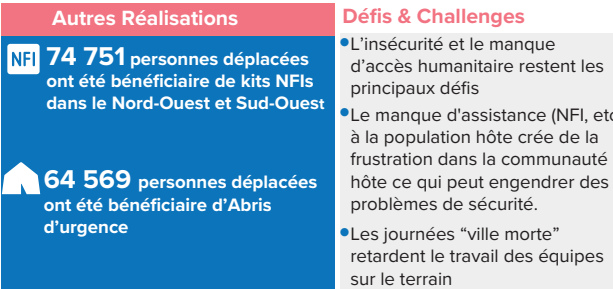 Autres Réalisations
NFI 74 751 personnes déplacées
ont été bénéficiaire de kits NFIs
dans le Nord-Ouest et Sud-Ouest
64 569 personnes déplacées
ont été bénéficiaire d’Abris
d’urgence
Défis & Challenges
•L’insécurité et le manque
d’accès humanitaire restent les
principaux défis
•Le manque d'assistance (NFI, etc
à la population hôte crée de la
frustration dans la communauté
hôte ce qui peut engendrer des
problèmes de sécurité.
•Les journées “ville morte”
retardent le travail des équipes
sur le terrain